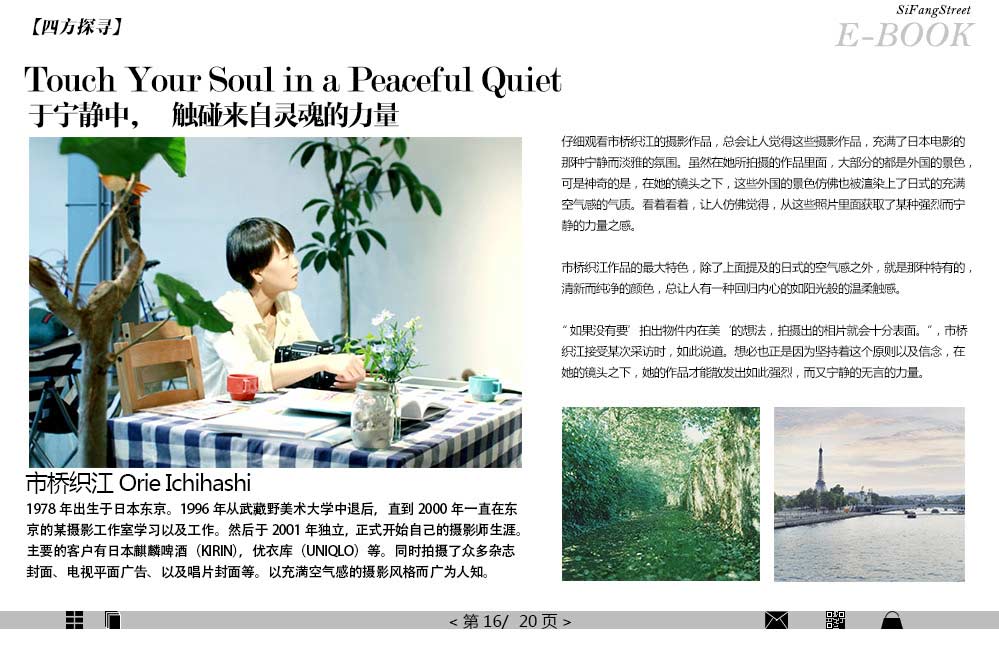 【四方探寻】
SiFangStreet
E-BOOK
Touch Your Soul in a Peaceful Quiet
于宁静中， 触碰来自灵魂的力量
市桥织江 Orie Ichihashi
1978 年出生于日本东京。1996 年从武藏野美术大学中退后，直到 2000 年一直在东
京的某摄影工作室学习以及工作。然后于 2001 年独立，正式开始自己的摄影师生涯。
主要的客户有日本麒麟啤酒（KIRIN），优衣库（UNIQLO）等。同时拍摄了众多杂志
封面、电视平面广告、以及唱片封面等。以充满空气感的摄影风格而广为人知。
仔细观看市桥织江的摄影作品，总会让人觉得这些摄影作品，充满了日本电影的
那种宁静而淡雅的氛围。虽然在她所拍摄的作品里面，大部分的都是外国的景色，
可是神奇的是，在她的镜头之下，这些外国的景色仿佛也被渲染上了日式的充满
空气感的气质。看着看着，让人仿佛觉得，从这些照片里面获取了某种强烈而宁
静的力量之感。
市桥织江作品的最大特色，除了上面提及的日式的空气感之外，就是那种特有的，
清新而纯净的颜色，总让人有一种回归内心的如阳光般的温柔触感。
“ 如果没有要’拍出物件内在美‘的想法，拍摄出的相片就会十分表面。“，市桥
织江接受某次采访时，如此说道。想必也正是因为坚持着这个原则以及信念，在
她的镜头之下，她的作品才能散发出如此强烈，而又宁静的无言的力量。
< 第 16/ 20 页 >